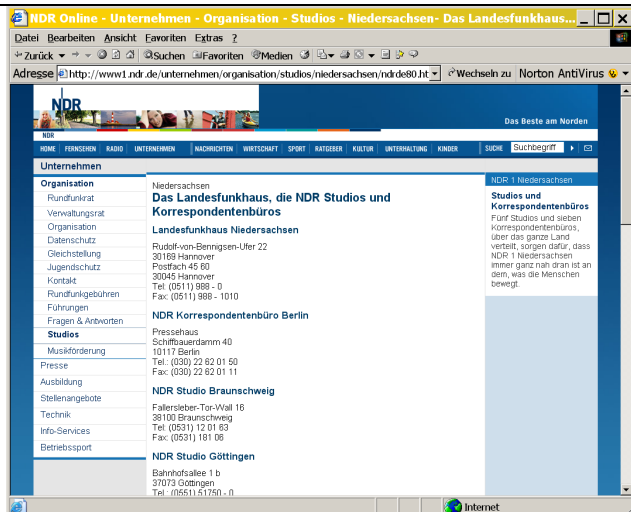 NDR Online - Unternehmen - Organisation - Studios - Niedersachsen- Das Landesfunkhaus...
Datei Bearbeiten Ansicht Favoriten Extras ?
Zurück Suchen Favoriten Medien
Adresse http://www1.ndr.de/unternehmen/organisation/studios/niedersachsen/ndrde80.ht Wechseln zu Norton AntiVirus
NDR
Das Beste am Norden
NDR
HOME FERNSEHEN RADIO UNTERNEHMEN NACHRICHTEN WIRTSCHAFT SPORT RATGEBER KULTUR UNTERHALTUNG KINDER SUCHE Suchbegriff
Unternehmen
Organisation
Rundfunkrat
Verwaltungsrat
Organisation
Datenschutz
Gleichstellung
Jugendschutz
Kontakt
Rundfunkgebühren
Führungen
Fragen & Antworten
Studios
Musikförderung
Presse
Ausbildung
Stellenangebote
Technik
Info-Services
Betriebssport
Niedersachsen
Das Landesfunkhaus, die NDR Studios und
Korrespondentenbüros
Landesfunkhaus Niedersachsen
Rudolf-von-Bennigsen-Ufer 22
30169 Hannover
Postfach 45 60
30045 Hannover
Tel: (0511) 988 - 0
Fax: (0511) 988 - 1010
NDR Korrespondentenbüro Berlin
Pressehaus
Schiffbauerdamm 40
10117 Berlin
Tel.: (030) 22 62 01 50
Fax: (030) 22 62 01 11
NDR Studio Braunschweig
Fallersleber-Tor-Wall 16
38100 Braunschweig
Tel: (0531) 12 01 63
Fax: (0531) 181 06
NDR Studio Göttingen
Bahnhofsallee 1 b
37073 Göttingen
Tel.: (0551) 51750 - 0
NDR 1 Niedersachsen
Studios und
Korrespondentenbüros
Fünf Studios und sieben
Korrespondentenbüros,
über das ganze Land
verteilt, sorgen dafür, dass
NDR 1 Niedersachsen
immer ganz nah dran ist an
dem, was die Menschen
bewegt.
Internet